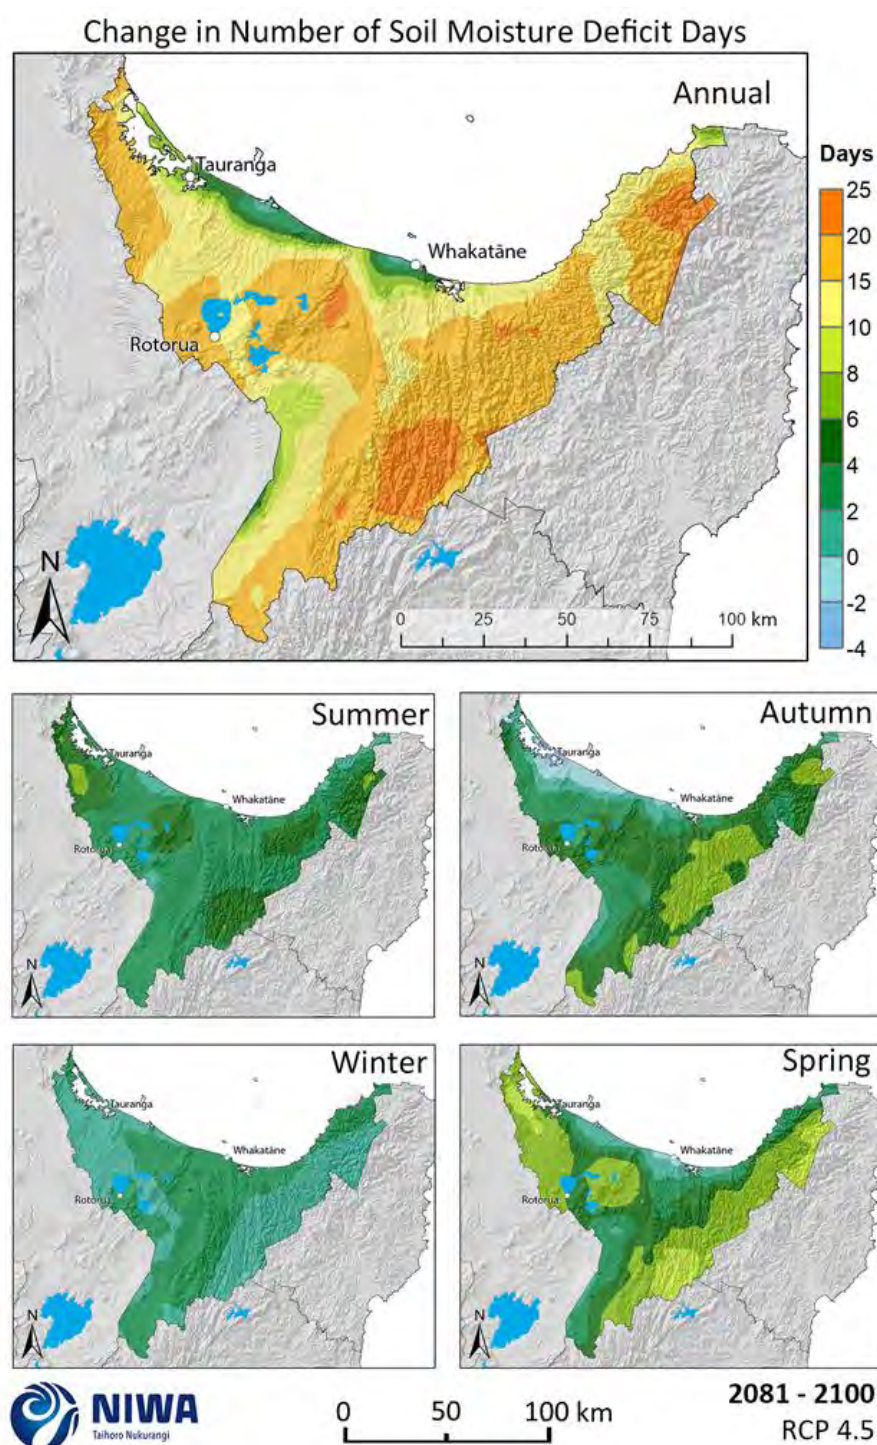 Change in Number of Soil Moisture Deficit Days
Annual
Tauranga
Whakatāne
Rotorua
N
0 25 50 75 100 km
Days
25
20
15
10
8
6
4
2
0
-2
-4
Summer
Tauranga
Whakatāne
Rotorua
N
Autumn
Tauranga
Whakatāne
Rotorua
N
Winter
Tauranga
Whakatāne
Rotorua
N
Spring
Tauranga
Whakatāne
Rotorua
N
NIWA
Taihoro Nukurangi
0 50 100 km
2081 - 2100
RCP 4.5